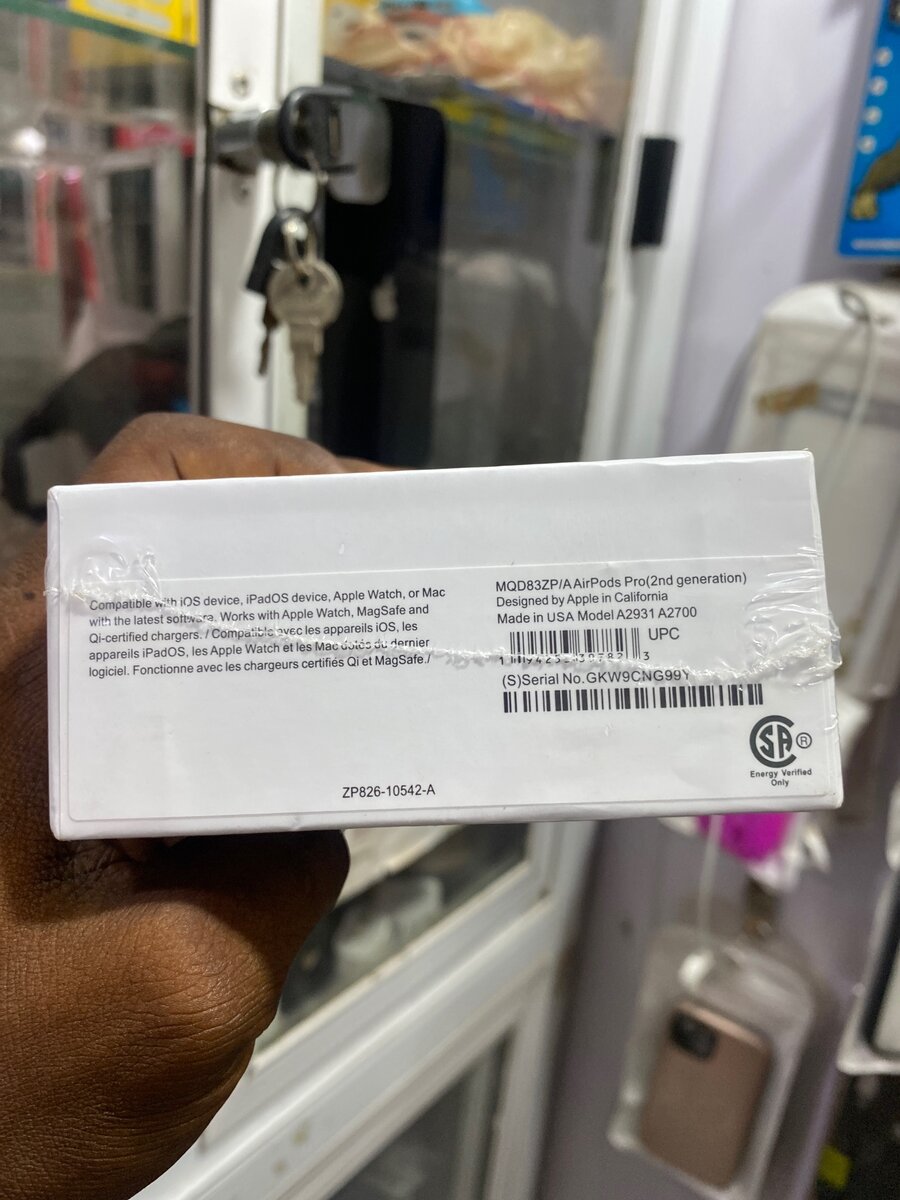 Compatible with iOS device, iPadOS device, Apple Watch, or Mac
with the latest software. Works with Apple Watch, MagSafe and
Qi-certified chargers. / Compatible avec les appareils iOS, les
appareils iPadOS, les Apple Watch et les Mac dotés du dernier
logiciel. Fonctionne avec les chargeurs certifiés Qi et MagSafe./
ZP826-10542-A
MQD83ZP/A AirPods Pro(2nd generation)
Designed by Apple in California
Made in USA Model A2931 A2700
UPC
3
(S)Serial No.GKW9CNG99Y
SA ®
Energy Verified
Only